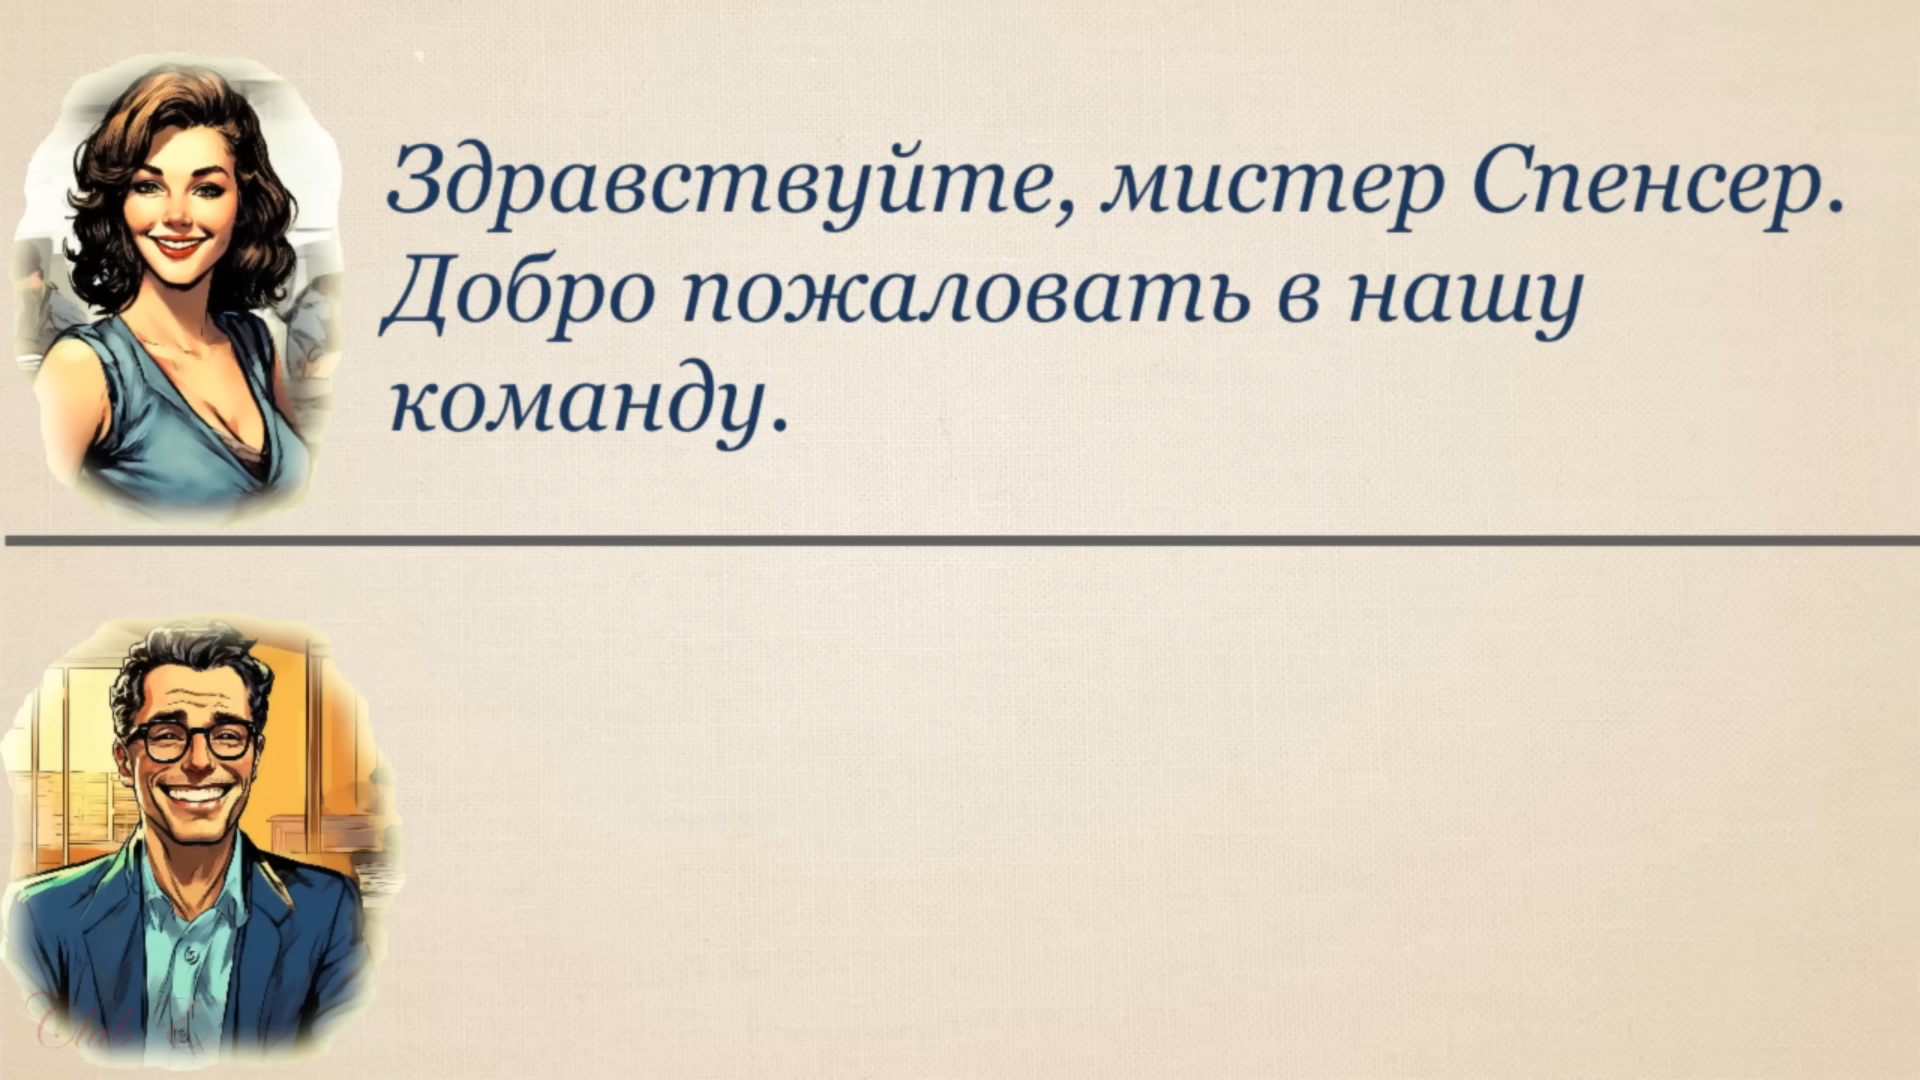 Здравствуйте, мистер Спенсер.
Добро пожаловать в нашу
команду.